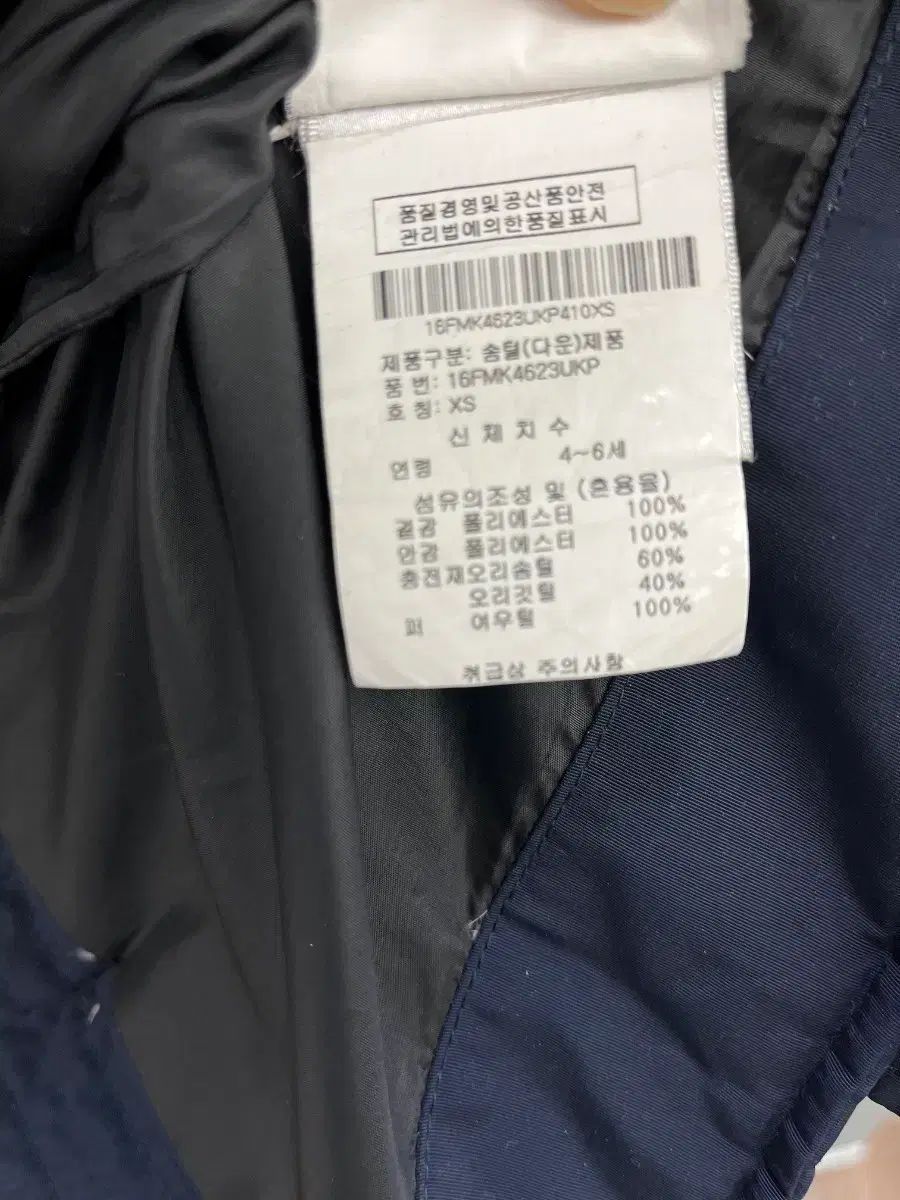 품질경영및공산품안전
관리법에의한품질표시
16FMK4623UKP410XS
제품구분: 솜털(다운)제품
품 번: 16FMK4623UKP
호 칭: XS
신 체 치 수
연령 4~6세
섬유의조성 및 (혼용율)
겉감 폴리에스터 100%
안감 폴리에스터 100%
충전재오리솜털 60%
오리깃털 40%
퍼 여우털 100%
취급상 주의사항